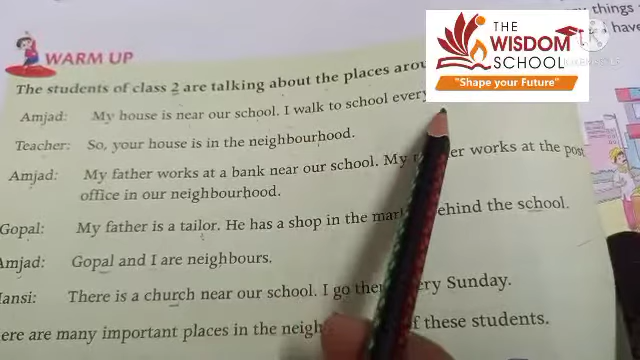 WARM UP
The students of class 2 are talking about the places
Amjad: My house is near our school. I walk to school every
Teacher: So, your house is in the neighbourhood.
Amjad: My father works at a bank near our school. My works at the post
office in our neighbourhood.
Gopal: My father is a tailor. He has a shop in the behind the school.
Amjad: Gopal and I are neighbours.
There is a church near our school. I go every Sunday.
are many important places in the of these students.
THE
WISDOM
SCHOOL
"Shape your Future"
things
have